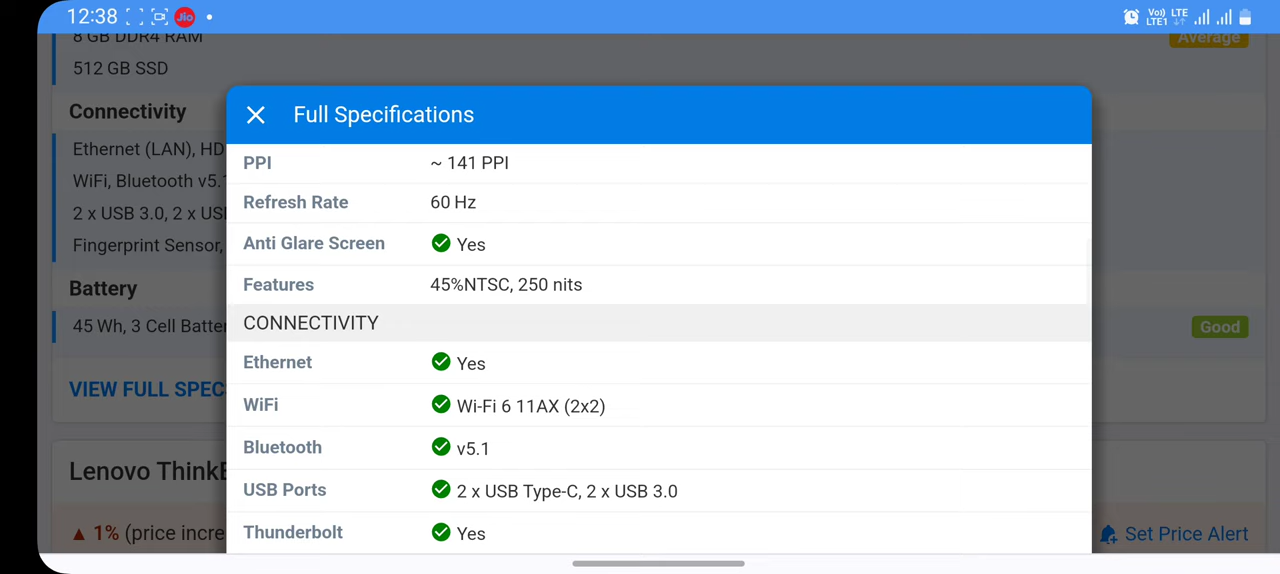 12:38 Jio
Vo) LTE
LTE1
8 GB DDR4 RAM
Average
512 GB SSD
Connectivity
Ethernet (LAN), HD
WiFi, Bluetooth v5.1
2 x USB 3.0, 2 x US
Fingerprint Sensor,
Battery
45 Wh, 3 Cell Batte
Good
VIEW FULL SPEC
Lenovo Think
▲ 1% (price incre
Set Price Alert
Full Specifications
PPI ~ 141 PPI
Refresh Rate 60 Hz
Anti Glare Screen Yes
Features 45%NTSC, 250 nits
CONNECTIVITY
Ethernet Yes
WiFi Wi-Fi 6 11AX (2x2)
Bluetooth v5.1
USB Ports 2 x USB Type-C, 2 x USB 3.0
Thunderbolt Yes